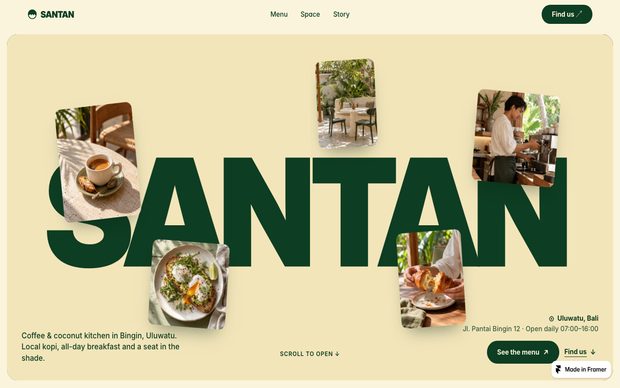 SANTAN
Menu Space Story
Find us ↗
SANTAN
Coffee & coconut kitchen in Bingin, Uluwatu.
Local kopi, all-day breakfast and a seat in the
shade.
SCROLL TO OPEN ↓
Uluwatu, Bali
Jl. Pantai Bingin 12 · Open daily 07:00–16:00
See the menu ↗
Find us ↓
Made in Framer